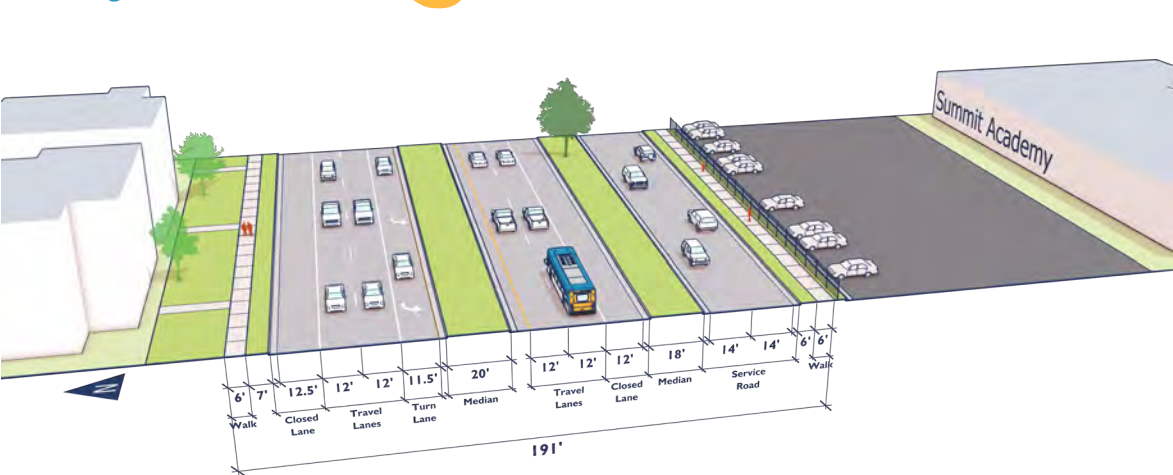 Summit Academy
N
6' 7' 12.5' 12' 12' 11.5' 20' 12' 12' 12' 18' 14' 14' 6' 6'
Walk
Closed
Lane
Travel
Lanes
Turn
Lane
Median
Travel
Lanes
Closed
Lane
Median
Service
Road
Walk
191'